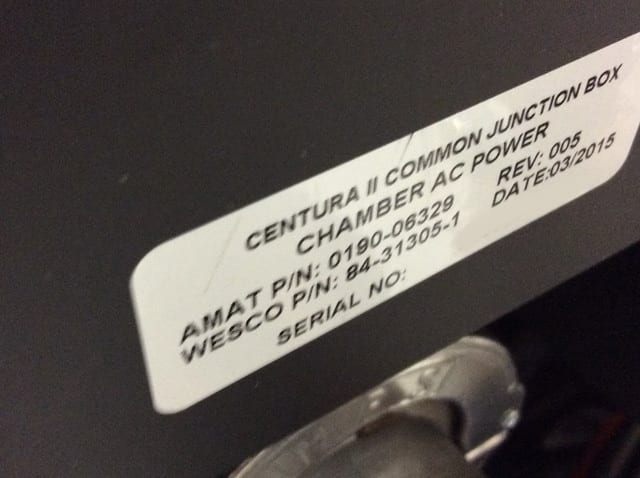 CENTURA II COMMON JUNCTION BOX
CHAMBER AC POWER
AMAT P/N: 0190-06329 REV: 005
WESCO P/N: 84-31305-1 DATE:03/2015
SERIAL NO: